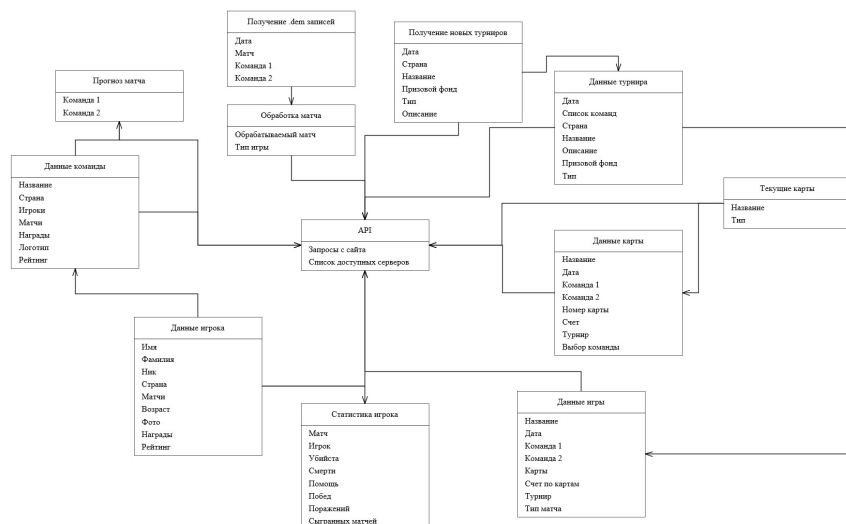 Получение .dem записей
Дата
Матч
Команда 1
Команда 2
Получение новых турниров
Дата
Страна
Название
Призовой фонд
Тип
Описание
Прогноз матча
Команда 1
Команда 2
Данные турнира
Дата
Список команд
Страна
Название
Описание
Призовой фонд
Тип
Обработка матча
Обрабатываемый матч
Тип игры
Данные команды
Название
Страна
Игроки
Матчи
Награды
Логотип
Рейтинг
Текущие карты
Название
Тип
API
Запросы с сайта
Список доступных серверов
Данные карты
Название
Дата
Команда 1
Команда 2
Номер карты
Счет
Турнир
Выбор команды
Данные игрока
Имя
Фамилия
Ник
Страна
Матчи
Возраст
Фото
Награды
Рейтинг
Статистика игрока
Матч
Игрок
Убийста
Смерти
Помощь
Побед
Поражений
Сыгранных матчей
Данные игры
Название
Дата
Команда 1
Команда 2
Карты
Счет по картам
Турнир
Тип матча